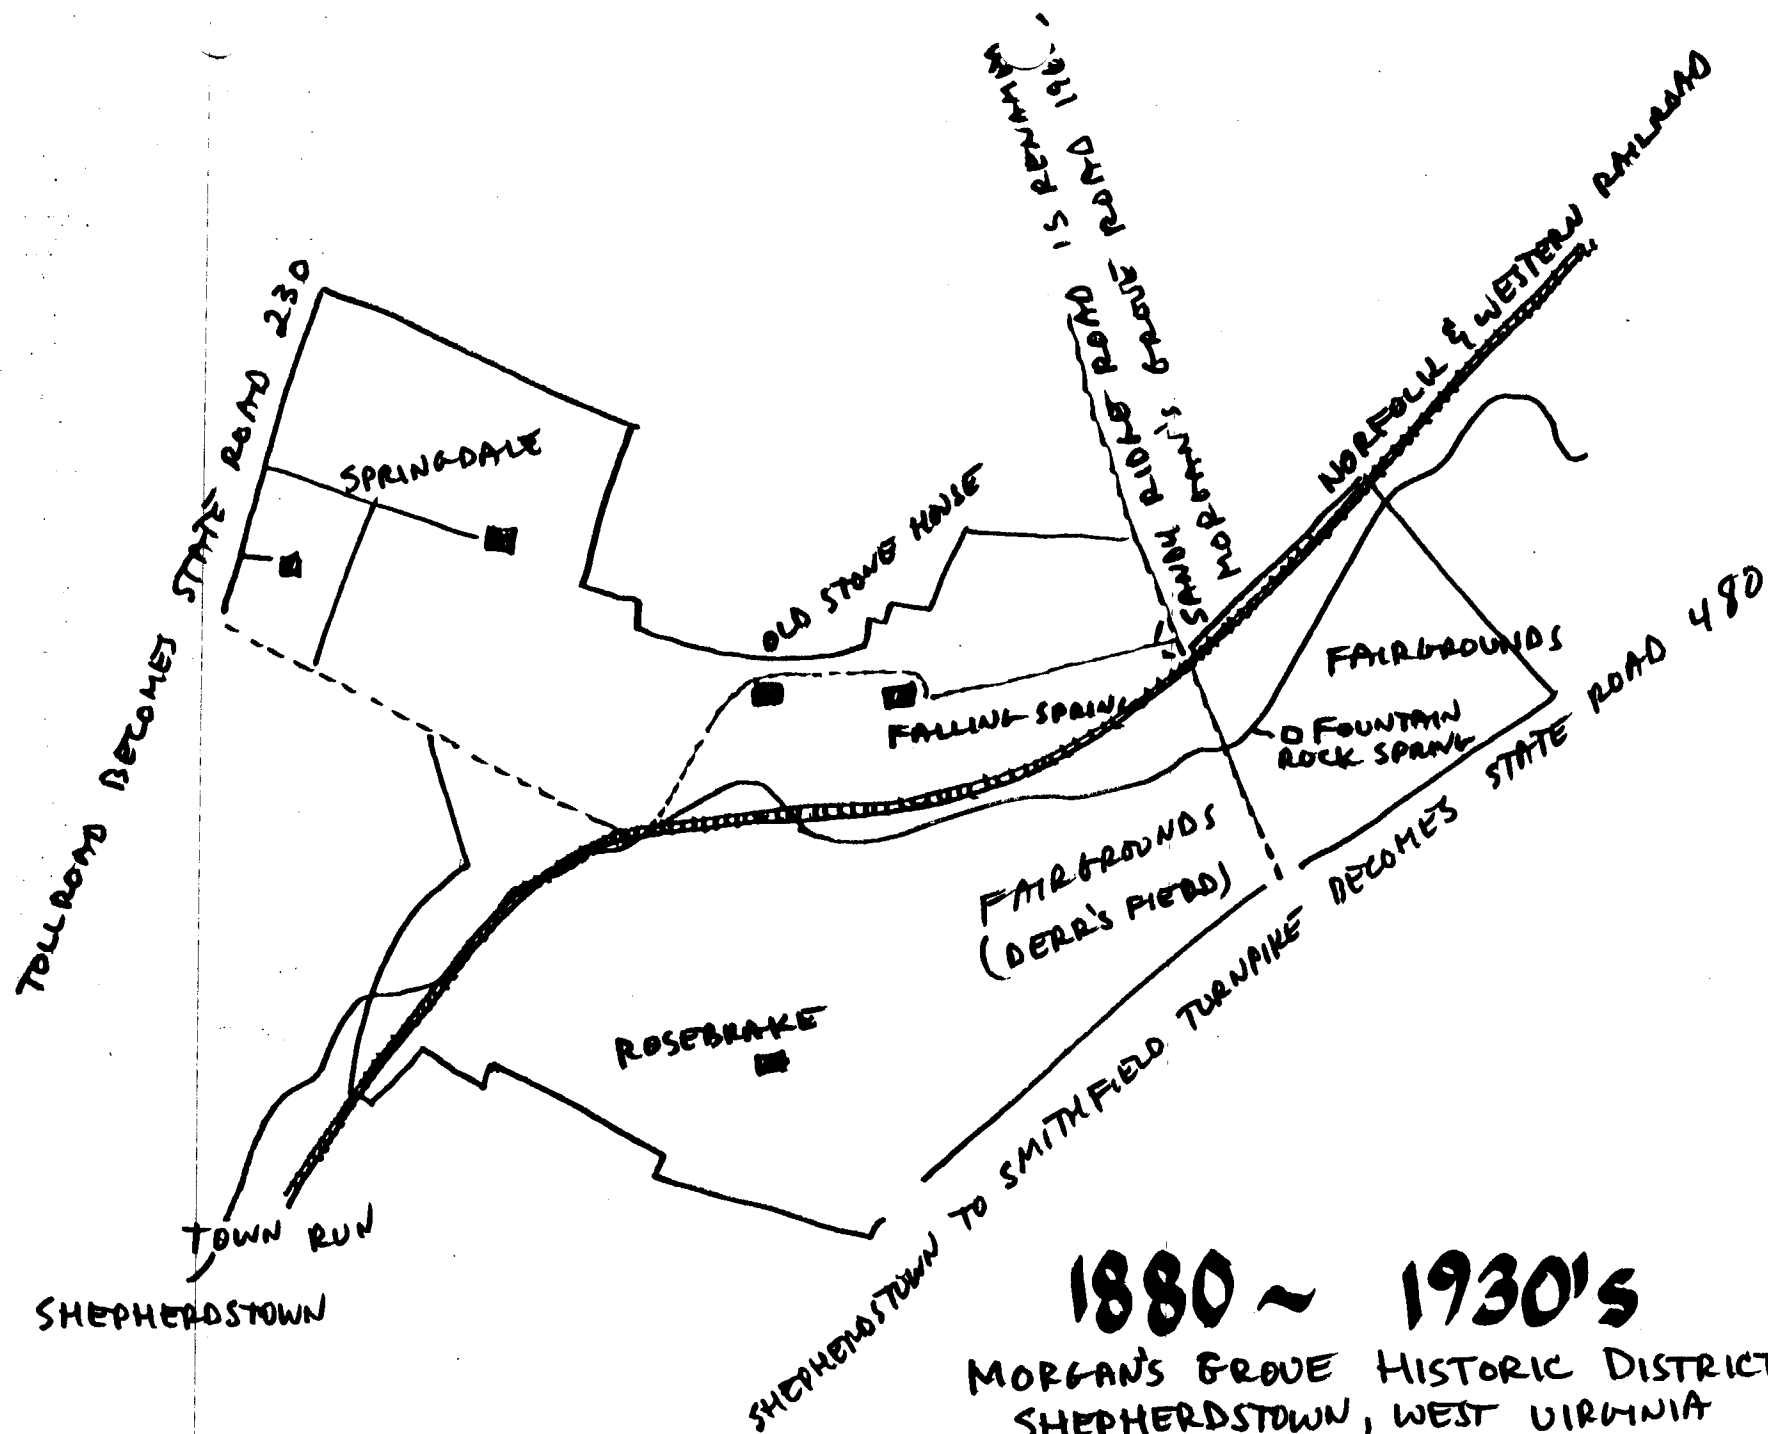 SANDY RIDGE ROAD IS RENAMED
MORGAN'S GROVE ROAD
NORFOLK & WESTERN RAILROAD
TOLLROAD BECOMES STATE ROAD 230
SPRINGDALE
OLD STONE HOUSE
FALLING SPRING
FAIRGROUNDS
FOUNTAIN
ROCK SPRING
FAIRGROUNDS
(DERR'S FIELD)
ROSEBRAKE
SHEPHERDSTOWN TO SMITHFIELD TURNPIKE BECOMES STATE ROAD 480
TOWN RUN
SHEPHERDSTOWN
1880 ~ 1930's
MORGAN'S GROVE HISTORIC DISTRICT
SHEPHERDSTOWN, WEST VIRGINIA